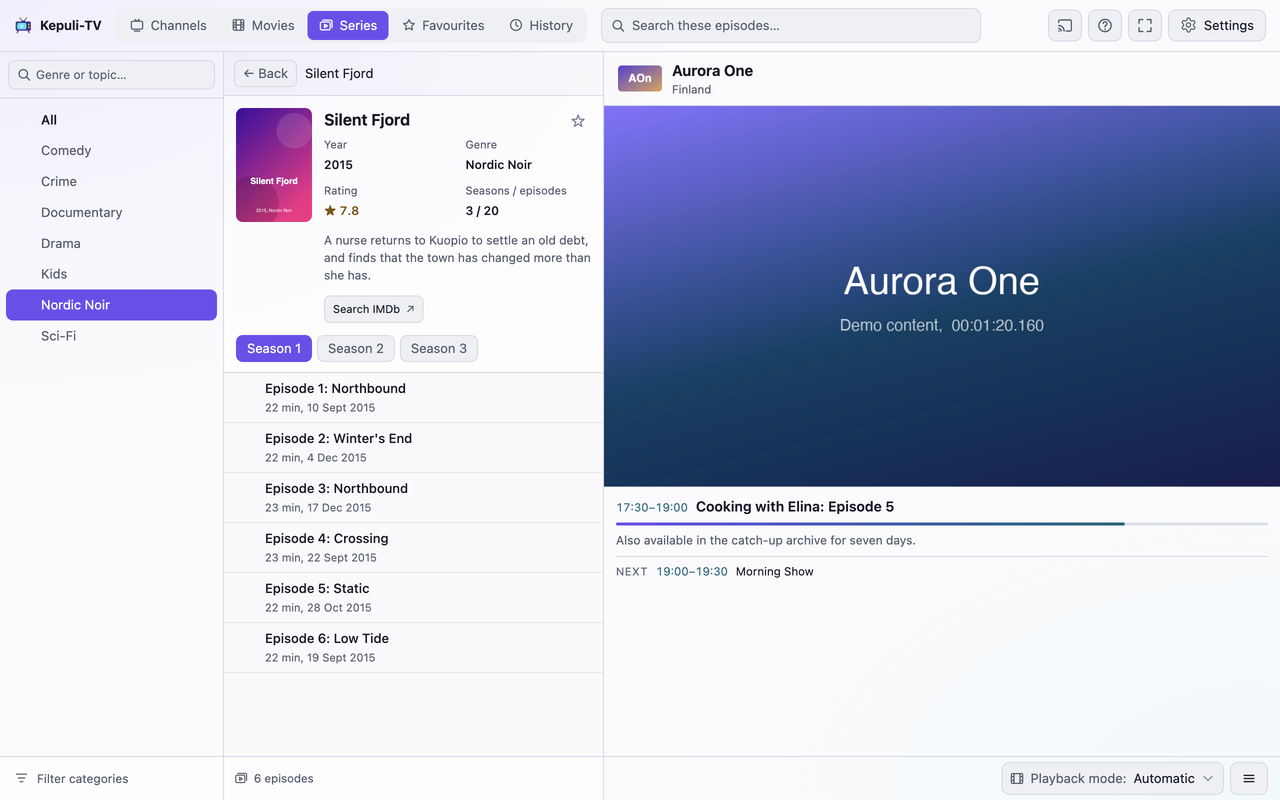 Kepuli-TV
Channels
Movies
Series
Favourites
History
Search these episodes...
Settings
Genre or topic...
All
Comedy
Crime
Documentary
Drama
Kids
Nordic Noir
Sci-Fi
Filter categories
Back
Silent Fjord
Silent Fjord
2015, Nordic Noir
Silent Fjord
Year
Genre
2015
Nordic Noir
Rating
Seasons / episodes
7.8
3 / 20
A nurse returns to Kuopio to settle an old debt,
and finds that the town has changed more than
she has.
Search IMDb
Season 1
Season 2
Season 3
Episode 1: Northbound
22 min, 10 Sept 2015
Episode 2: Winter's End
22 min, 4 Dec 2015
Episode 3: Northbound
23 min, 17 Dec 2015
Episode 4: Crossing
23 min, 22 Sept 2015
Episode 5: Static
22 min, 28 Oct 2015
Episode 6: Low Tide
22 min, 19 Sept 2015
6 episodes
AOn
Aurora One
Finland
Aurora One
Demo content, 00:01:20.160
17:30–19:00 Cooking with Elina: Episode 5
Also available in the catch-up archive for seven days.
NEXT 19:00–19:30 Morning Show
Playback mode: Automatic